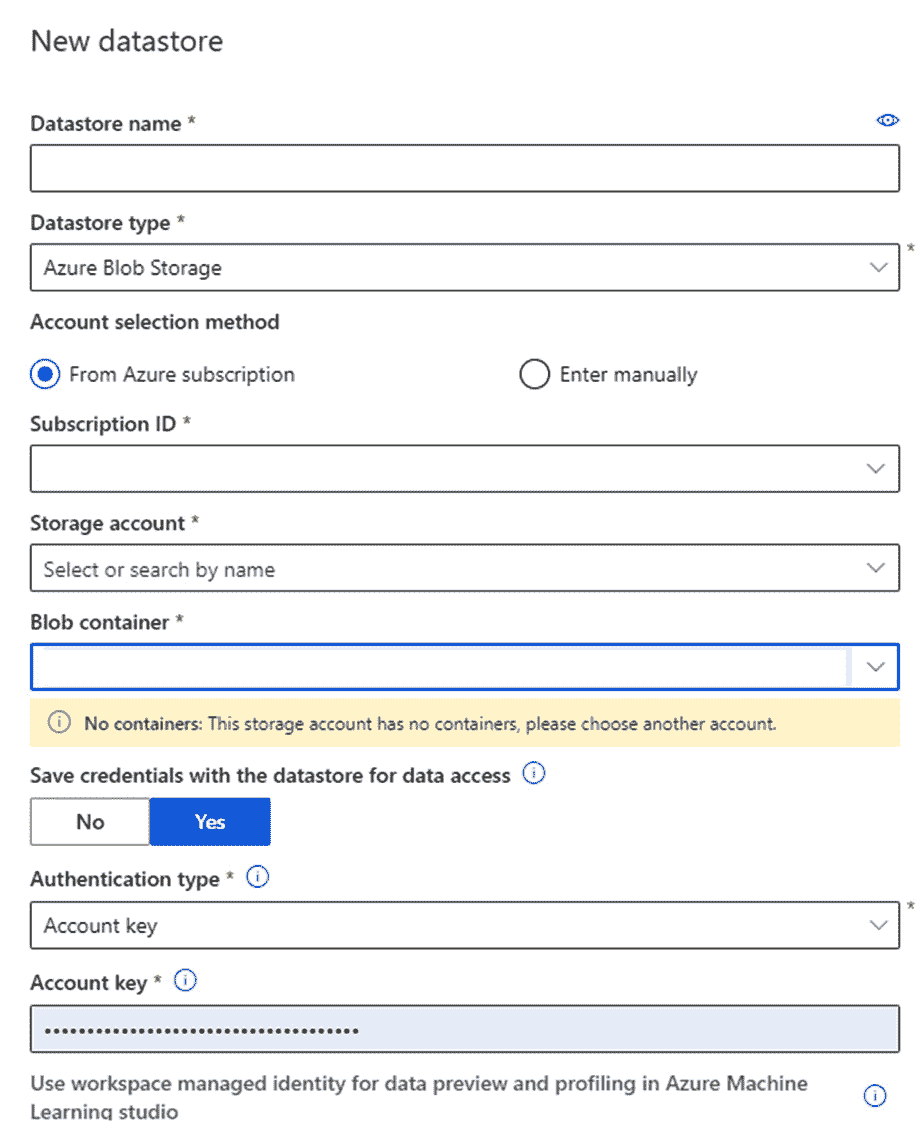 New datastore
Datastore name *
Datastore type *
Azure Blob Storage
*
Account selection method
From Azure subscription
Enter manually
Subscription ID *
Storage account *
Select or search by name
Blob container *
No containers: This storage account has no containers, please choose another account.
Save credentials with the datastore for data access
No
Yes
Authentication type *
*
Account key
Account key *
•••••••••••••••••••••••••••••••••••••
Use workspace managed identity for data preview and profiling in Azure Machine
Learning studio